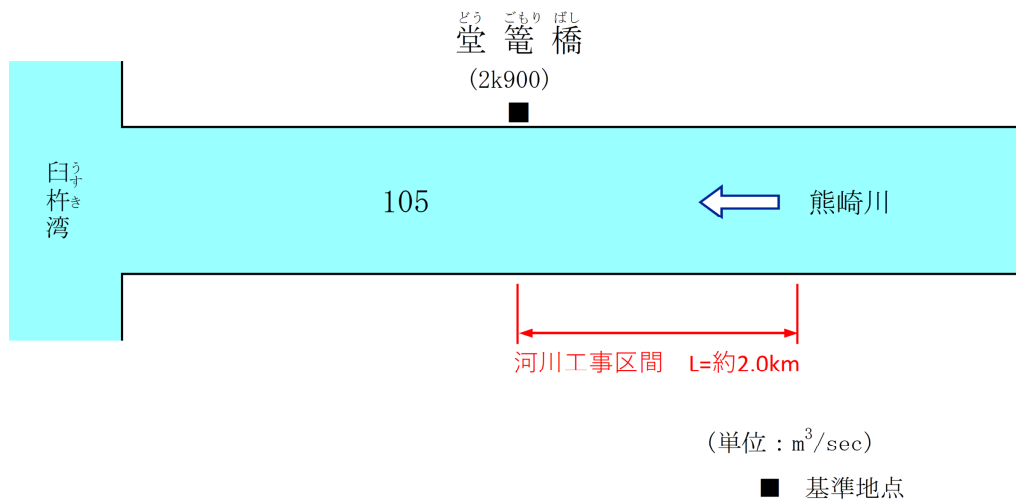 どう ごもり ばし
堂 篭 橋
(2k900)
臼杵湾
うすき
105
熊崎川
河川工事区間 L=約2.0km
(単位：m³/sec)
■ 基準地点